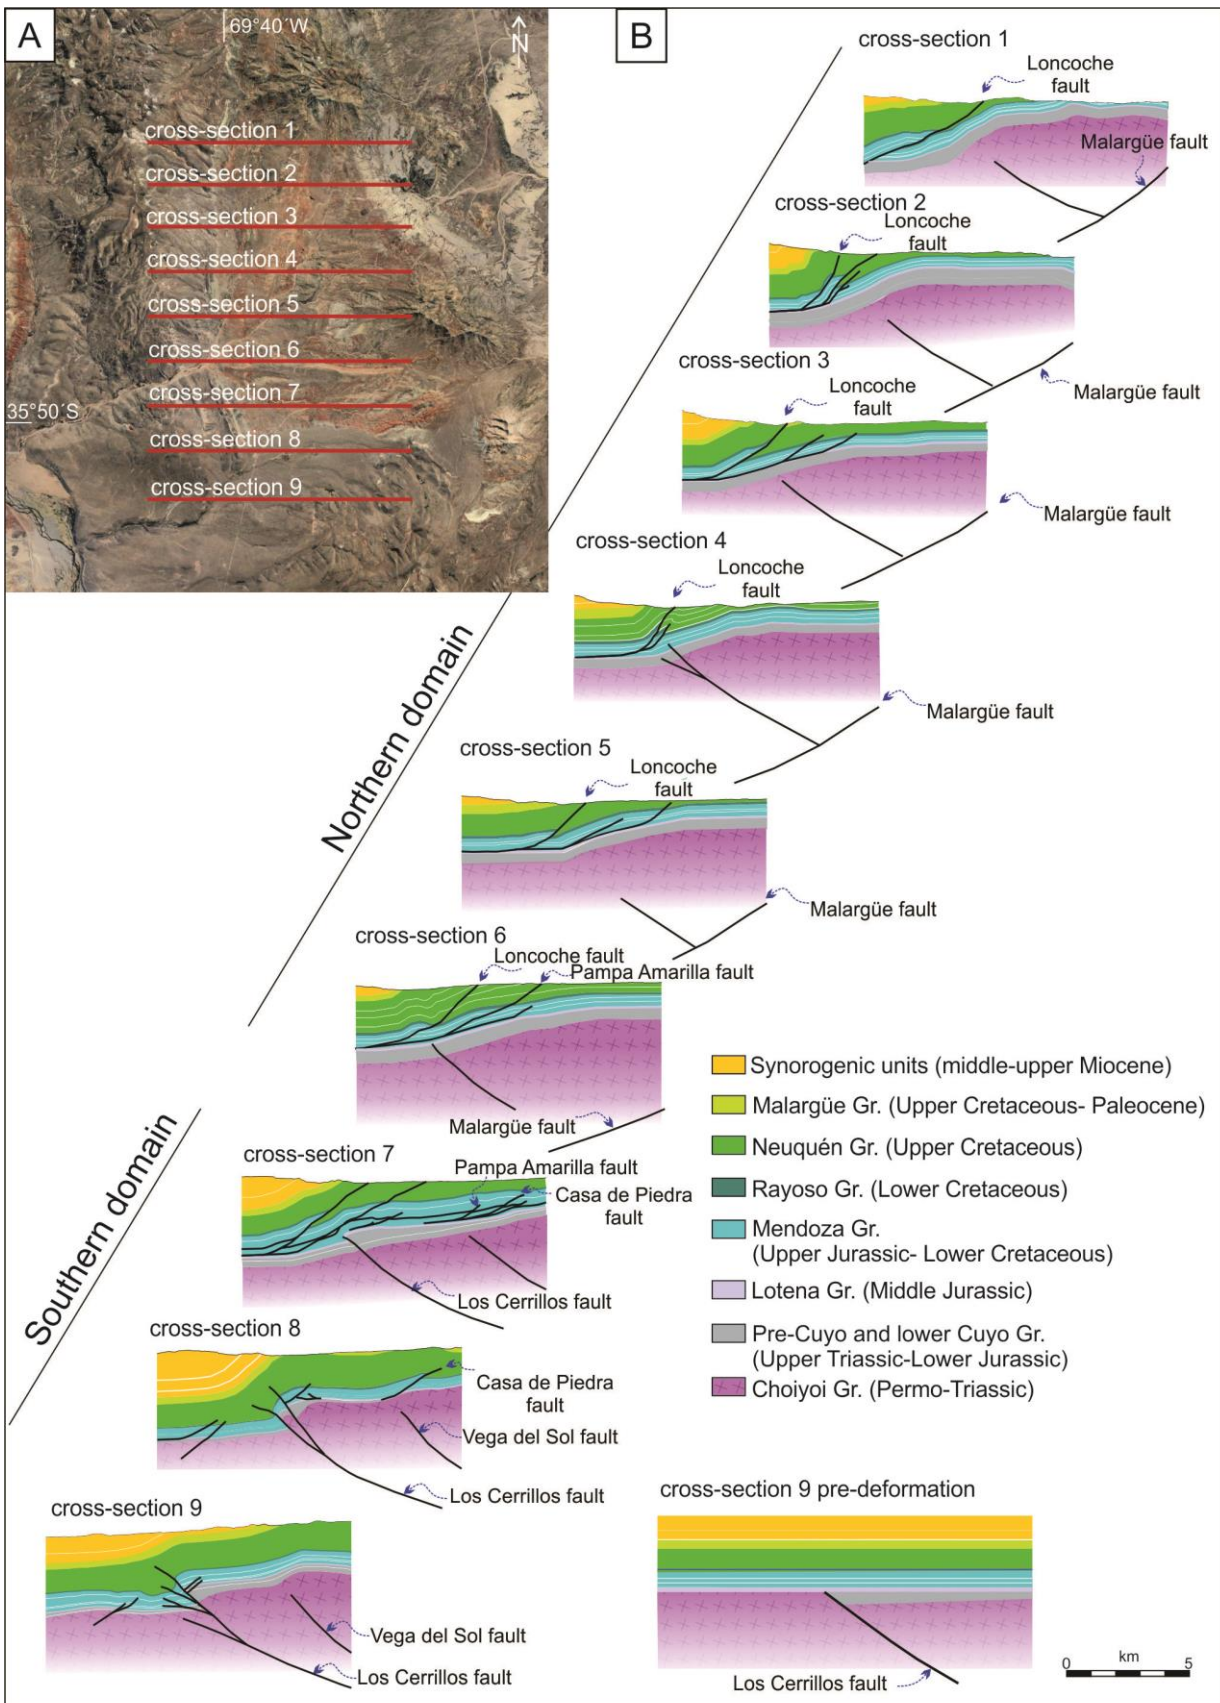 A
69°40´W
N
cross-section 1
cross-section 2
cross-section 3
cross-section 4
cross-section 5
cross-section 6
cross-section 7
35°50´S
cross-section 8
cross-section 9
B
cross-section 1
Loncoche
fault
Malargüe fault
cross-section 2
Loncoche
fault
Malargüe fault
cross-section 3
Loncoche
fault
Malargüe fault
cross-section 4
Loncoche
fault
Malargüe fault
Northern domain
cross-section 5
Loncoche
fault
Malargüe fault
cross-section 6
Loncoche fault
Pampa Amarilla fault
Malargüe fault
Southern domain
cross-section 7
Pampa Amarilla fault
Casa de Piedra
fault
Los Cerrillos fault
cross-section 8
Casa de Piedra
fault
Vega del Sol fault
Los Cerrillos fault
cross-section 9
Vega del Sol fault
Los Cerrillos fault
Synorogenic units (middle-upper Miocene)
Malargüe Gr. (Upper Cretaceous- Paleocene)
Neuquén Gr. (Upper Cretaceous)
Rayoso Gr. (Lower Cretaceous)
Mendoza Gr.
(Upper Jurassic- Lower Cretaceous)
Lotena Gr. (Middle Jurassic)
Pre-Cuyo and lower Cuyo Gr.
(Upper Triassic-Lower Jurassic)
Choiyoi Gr. (Permo-Triassic)
cross-section 9 pre-deformation
Los Cerrillos fault
km
0 5